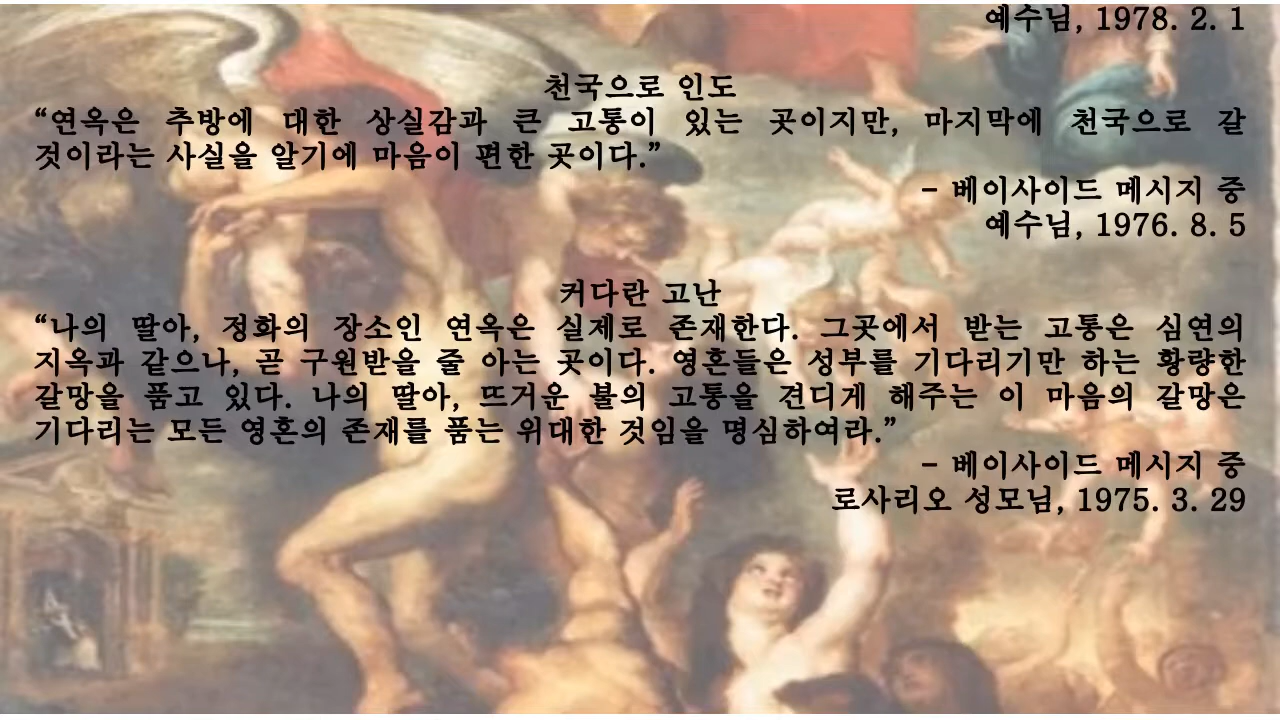 예수님, 1978. 2. 1
천국으로 인도
“연옥은 추방에 대한 상실감과 큰 고통이 있는 곳이지만, 마지막에 천국으로 갈
것이라는 사실을 알기에 마음이 편한 곳이다.”
- 베이사이드 메시지 중
예수님, 1976. 8. 5
커다란 고난
“나의 딸아, 정화의 장소인 연옥은 실제로 존재한다. 그곳에서 받는 고통은 심연의
지옥과 같으나, 곧 구원받을 줄 아는 곳이다. 영혼들은 성부를 기다리기만 하는 황량한
갈망을 품고 있다. 나의 딸아, 뜨거운 불의 고통을 견디게 해주는 이 마음의 갈망은
기다리는 모든 영혼의 존재를 품는 위대한 것임을 명심하여라.”
- 베이사이드 메시지 중
로사리오 성모님, 1975. 3. 29